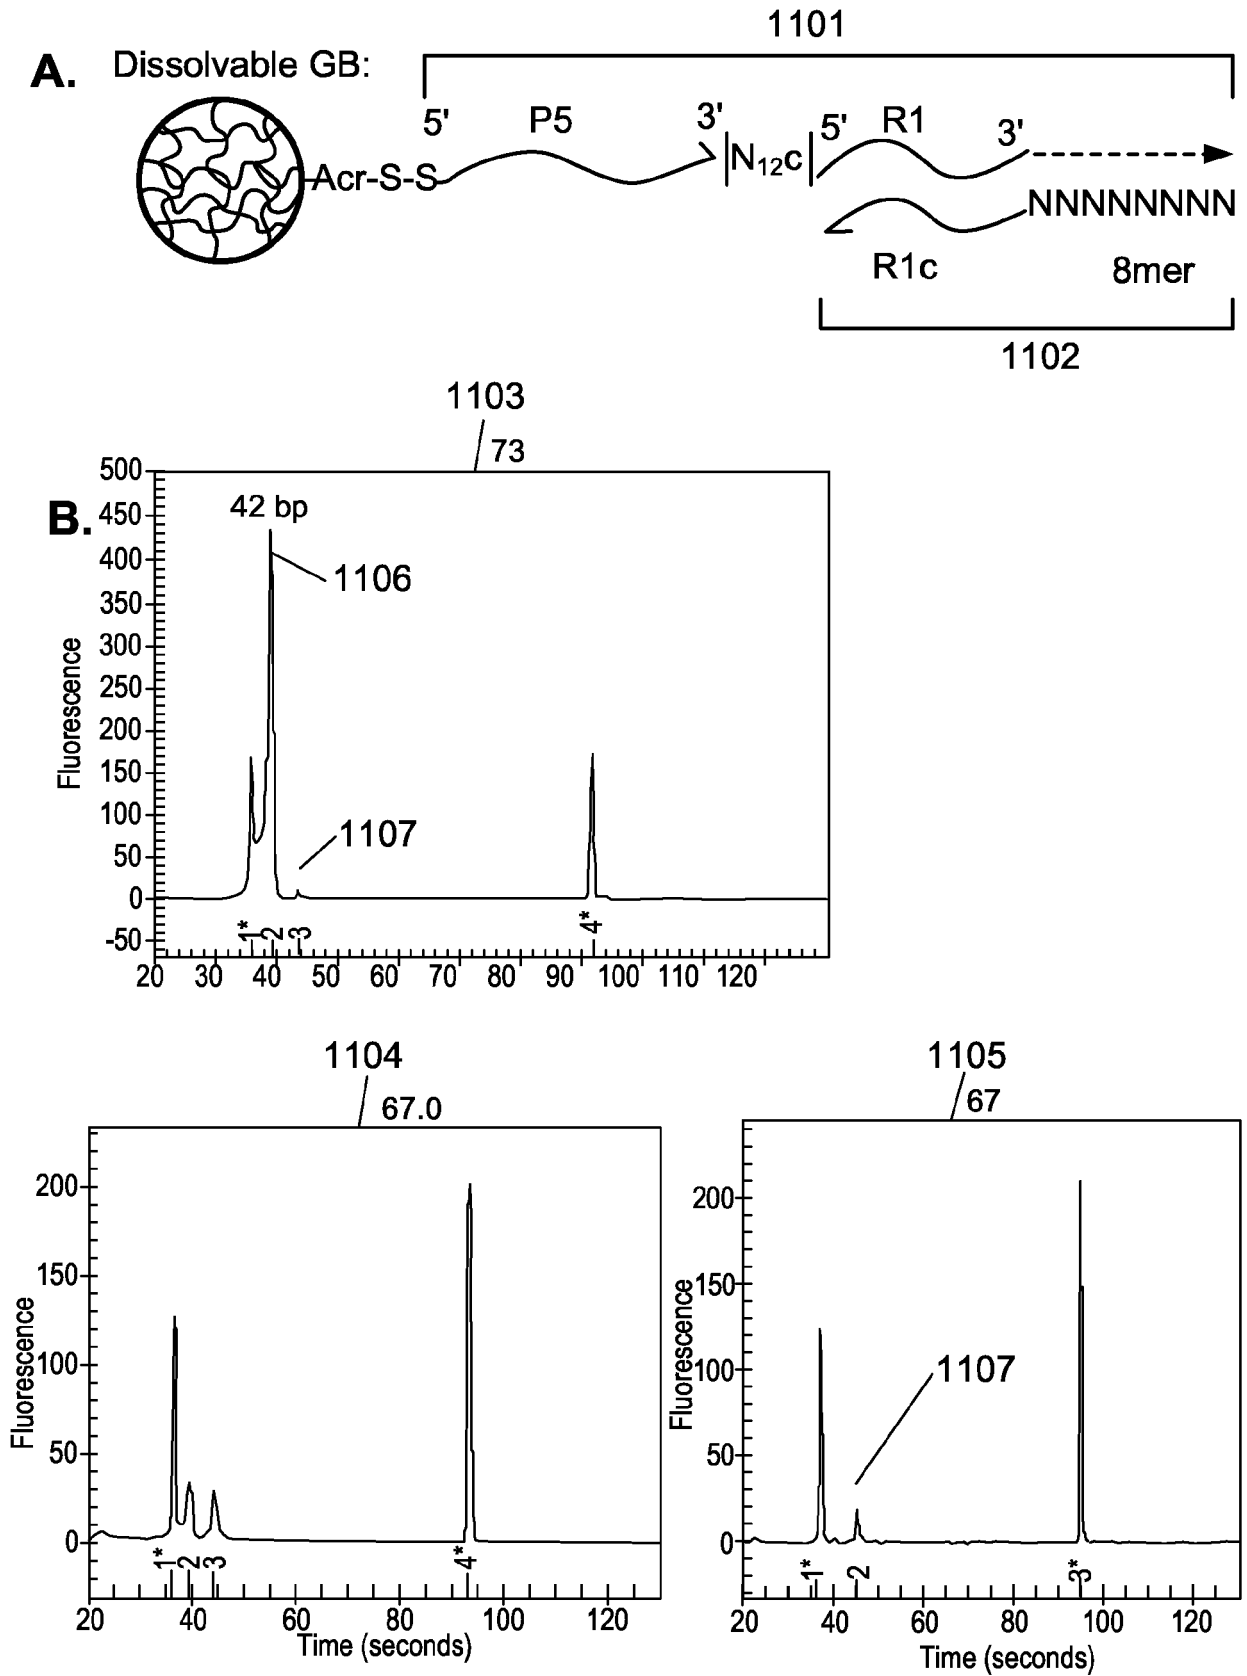 1101
A. Dissolvable GB:
5' P5 3' 5' R1 3'
Acr-S-S |N₁₂c|
NNNNNNNN
R1c 8mer
1102
1103
73
B.
500
450
400
350
300
250
200
150
100
50
0
-50
Fluorescence
42 bp
1106
1107
1* 2 3 4*
20 30 40 50 60 70 80 90 100 110 120
1104
67.0
200
150
100
50
0
Fluorescence
1* 2 3 4*
20 40 60 80 100 120
Time (seconds)
1105
67
200
150
100
50
0
Fluorescence
1107
1* 2 3*
20 40 60 80 100 120
Time (seconds)